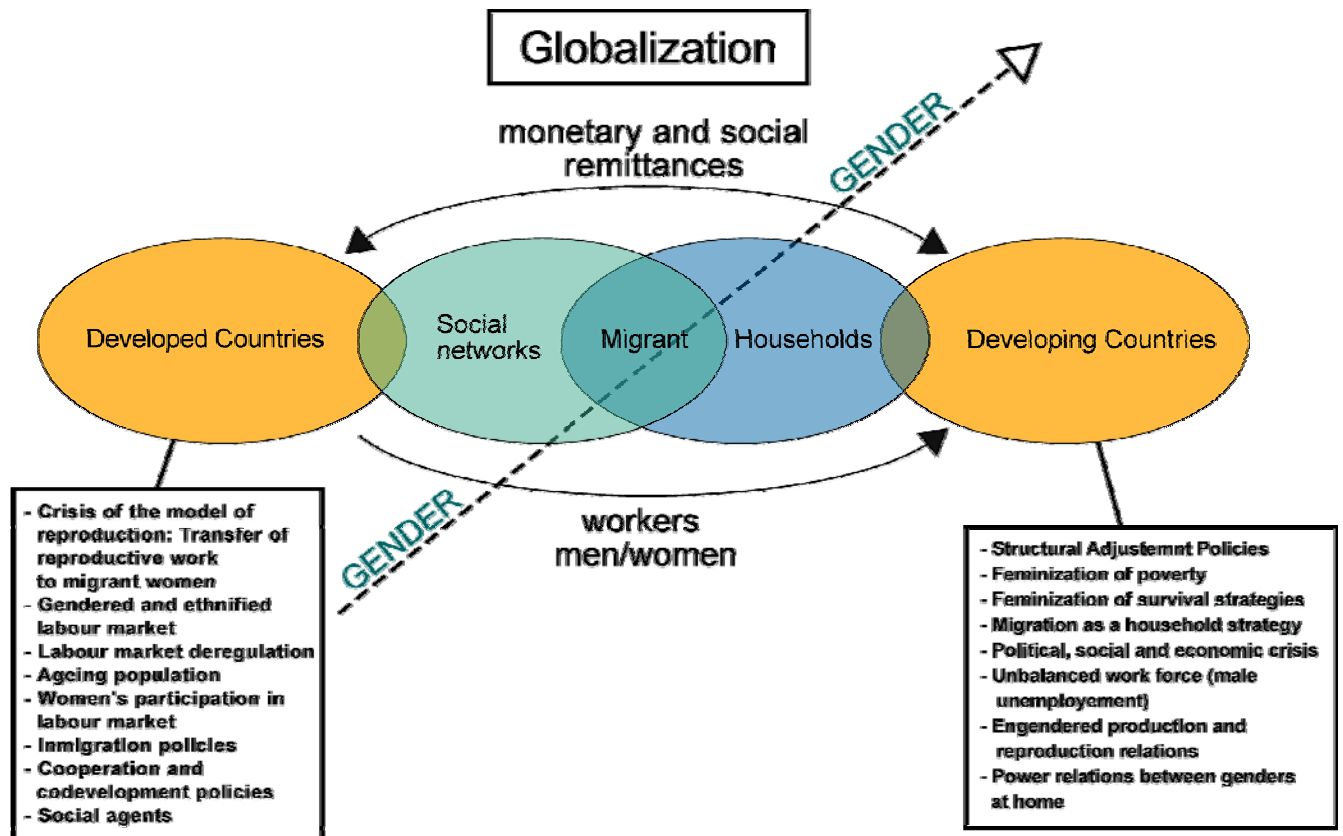 Globalization
monetary and social
remittances
GENDER
Developed Countries
Social
networks
Migrant
Households
Developing Countries
GENDER
workers
men/women
- Crisis of the model of
reproduction: Transfer of
reproductive work
to migrant women
- Gendered and ethnified
labour market
- Labour market deregulation
- Ageing population
- Women's participation in
labour market
- Inmigration policies
- Cooperation and
codevelopment policies
- Social agents
- Structural Adjustemnt Policies
- Feminization of poverty
- Feminization of survival strategies
- Migration as a household strategy
- Political, social and economic crisis
- Unbalanced work force (male
unemployement)
- Engendered production and
reproduction relations
- Power relations between genders
at home